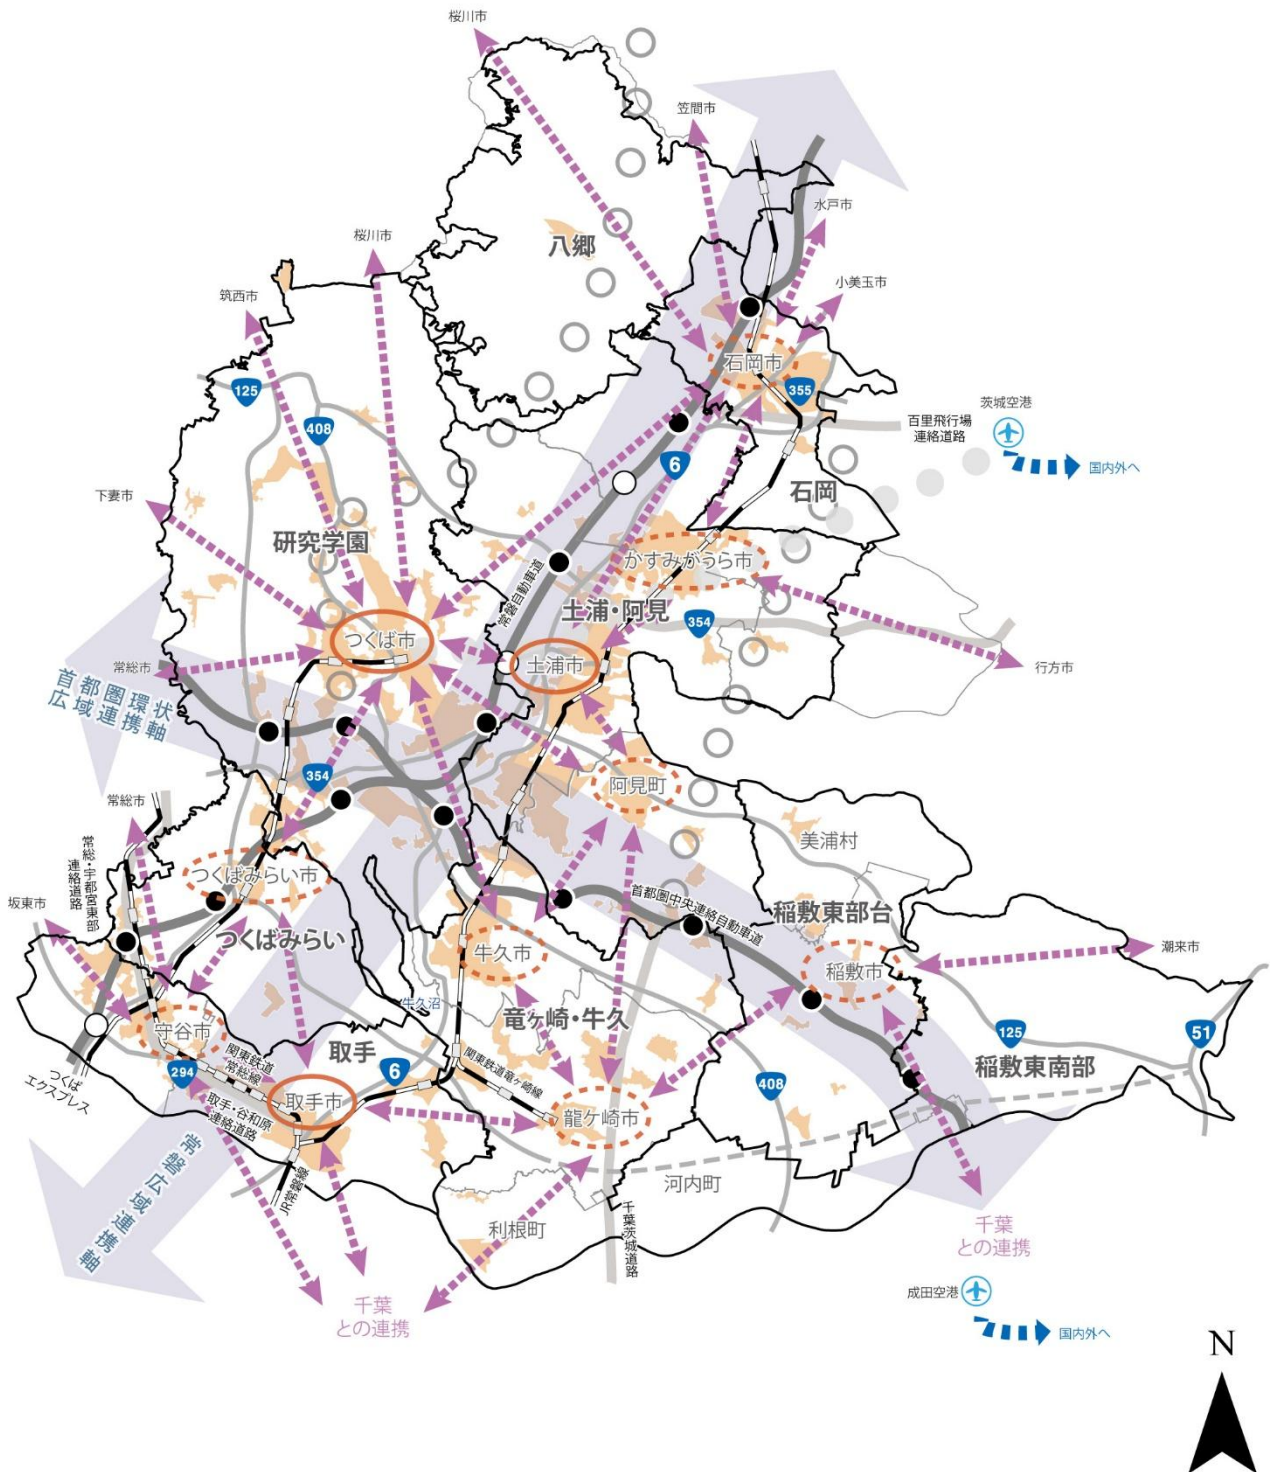 桜川市
笠間市
水戸市
桜川市
八郷
小美玉市
筑西市
石岡市
125
355
408
茨城空港
百里飛行場
連絡道路
国内外へ
6
石岡
下妻市
研究学園
常磐自動車道
かすみがうら市
土浦・阿見
354
つくば市
土浦市
常総市
行方市
首都圏環状
広域連携軸
354
阿見町
常総市
美浦村
常総・宇都宮東部
連絡道路
つくばみらい市
首都圏中央連絡自動車道
坂東市
稲敷東部台
つくばみらい
牛久市
稲敷市
潮来市
牛久沼
竜ヶ崎・牛久
守谷市
取手
125
51
関東鉄道
常総線
関東鉄道竜ヶ崎線
稲敷東南部
294
6
408
つくば
エクスプレス
取手市
龍ケ崎市
取手・谷和原
連絡道路
常磐広域連携軸
JR常磐線
河内町
利根町
千葉茨城道路
千葉
との連携
千葉
との連携
成田空港
国内外へ
N